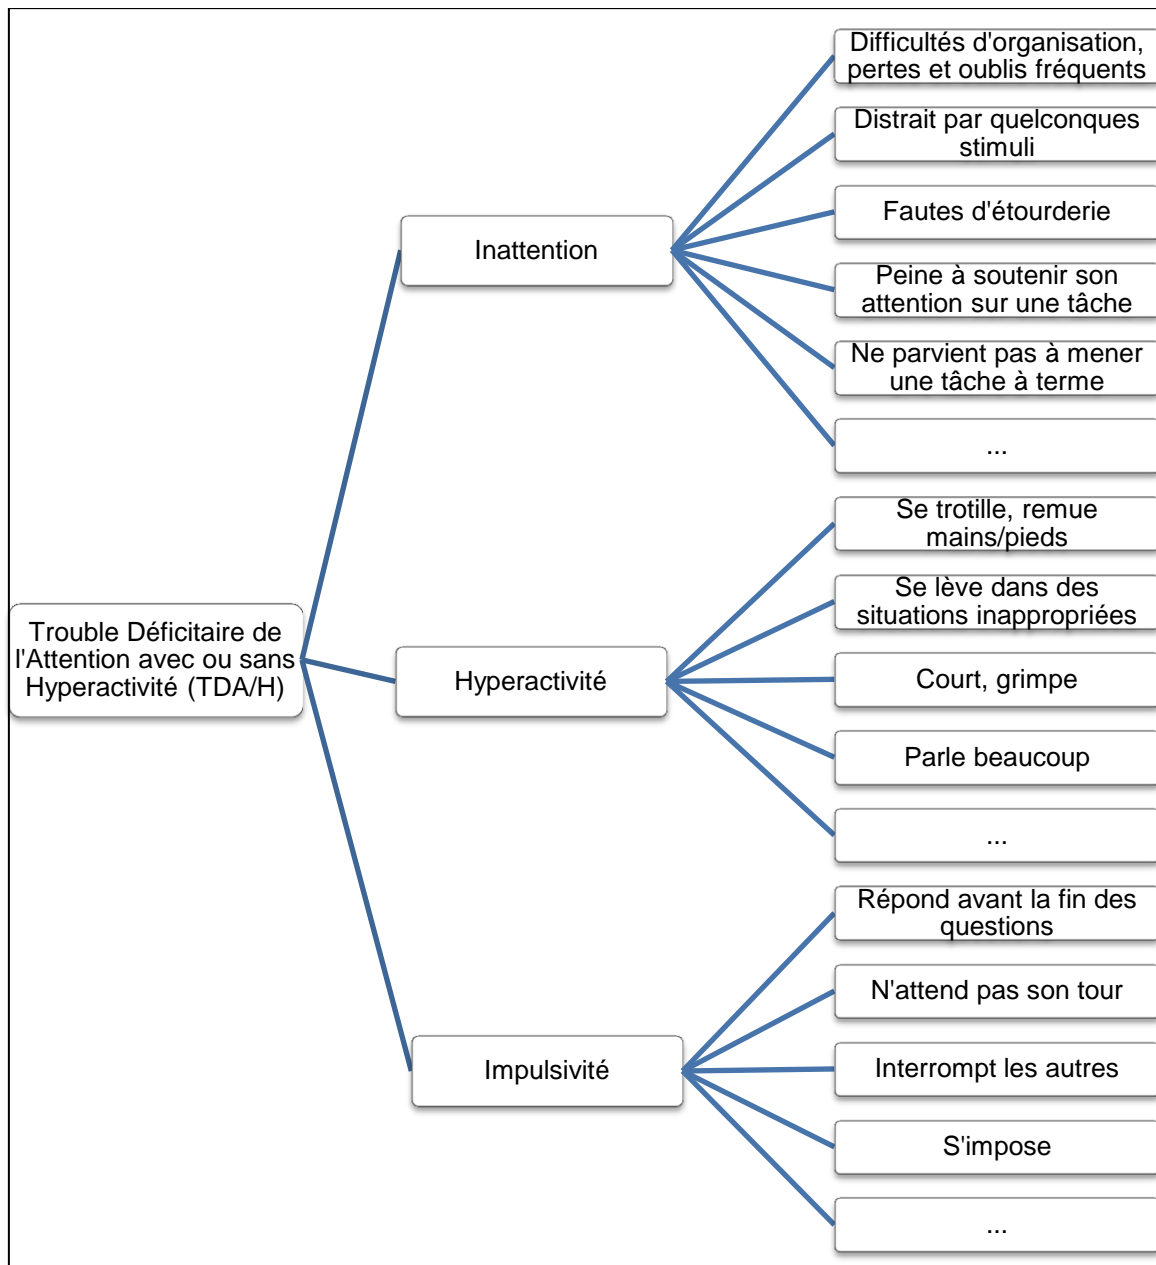 Trouble Déficitaire de
l'Attention avec ou sans
Hyperactivité (TDA/H)
Inattention
Difficultés d'organisation,
pertes et oublis fréquents
Distrait par quelconques
stimuli
Fautes d'étourderie
Peine à soutenir son
attention sur une tâche
Ne parvient pas à mener
une tâche à terme
...
Hyperactivité
Se trotille, remue
mains/pieds
Se lève dans des
situations inappropriées
Court, grimpe
Parle beaucoup
...
Impulsivité
Répond avant la fin des
questions
N'attend pas son tour
Interrompt les autres
S'impose
...